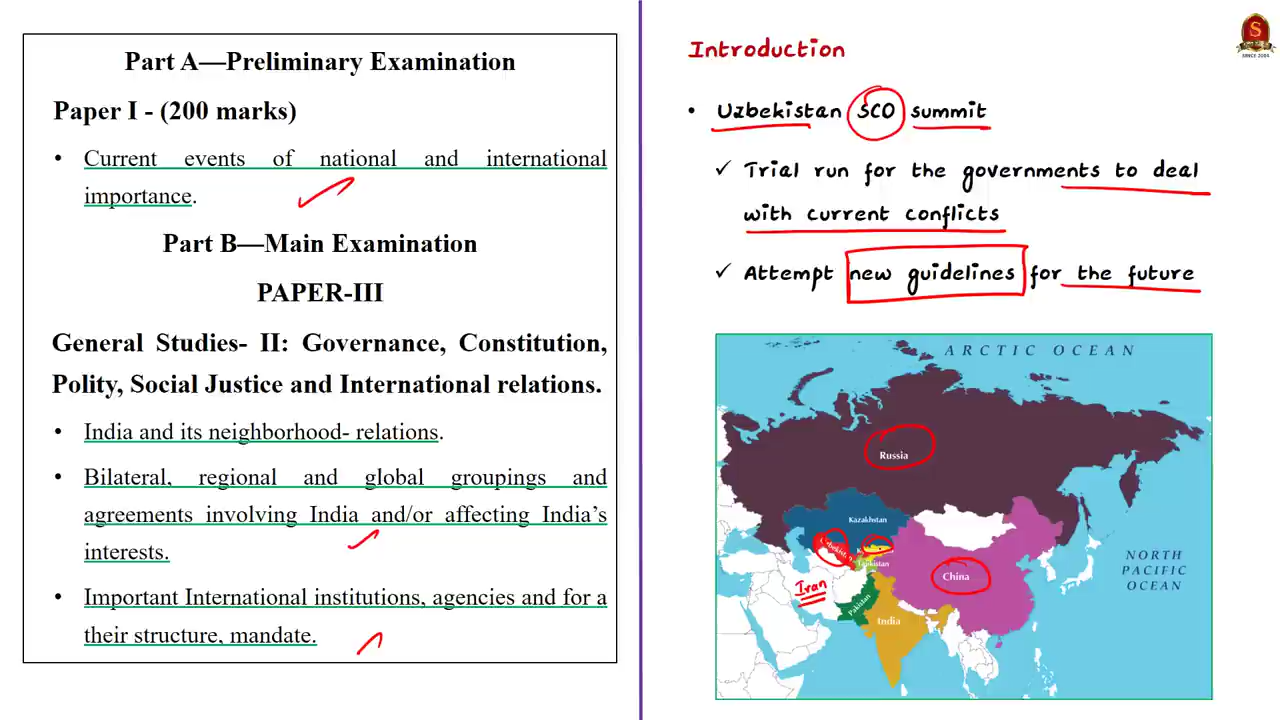 Part A—Preliminary Examination
Paper I - (200 marks)
• Current events of national and international
importance.
Part B—Main Examination
PAPER-III
General Studies- II: Governance, Constitution,
Polity, Social Justice and International relations.
• India and its neighborhood- relations.
• Bilateral, regional and global groupings and
agreements involving India and/or affecting India's
interests.
• Important International institutions, agencies and for a
their structure, mandate.
Introduction
• Uzbekistan SCO summit
✓ Trial run for the governments to deal
with current conflicts
✓ Attempt new guidelines for the future
S
SINCE 2004
ARCTIC OCEAN
Russia
Kazakhstan
China
Iran
Pakistan
India
NORTH
PACIFIC
OCEAN